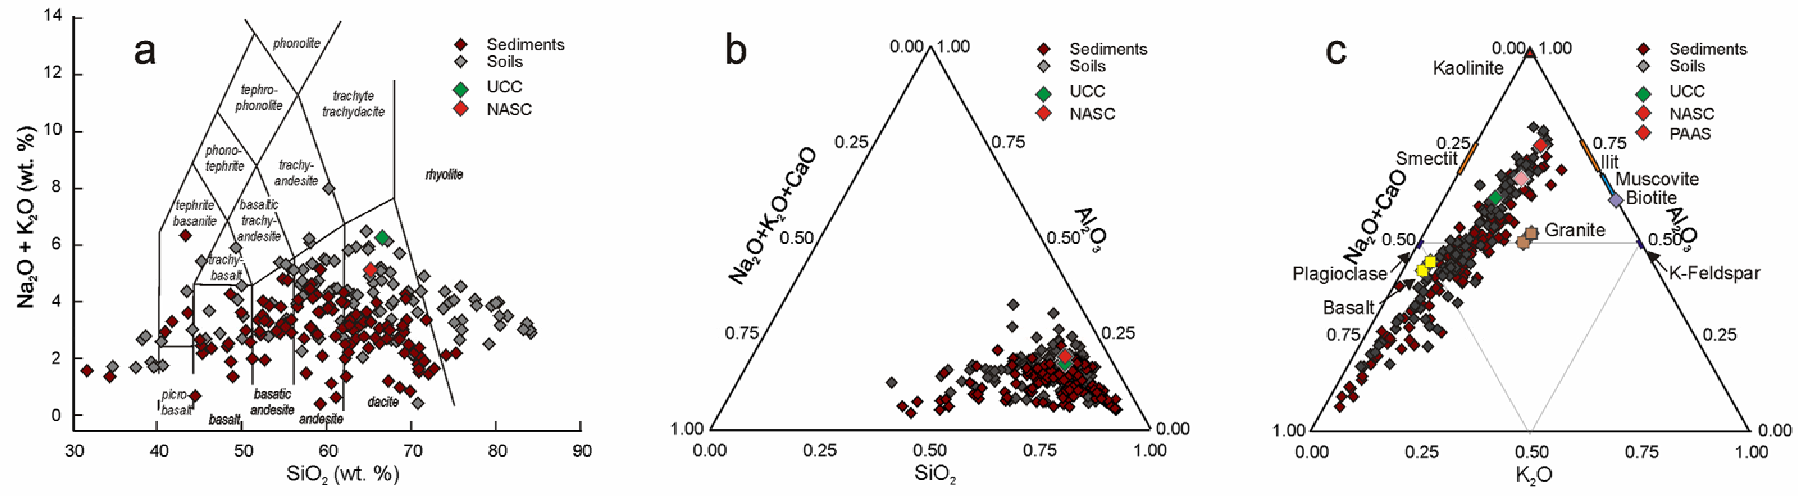 a
Na2O + K2O (wt. %)
14
12
10
8
6
4
2
0
30
40
50
60
70
80
90
SiO2 (wt. %)
phonolite
tephro-
phonolite
trachyte
trachydacite
phono-
tephrite
trachy-
andesite
rhyolite
tephrite
basanite
basaltic
trachy-
andesite
trachy-
basalt
picro-
basalt
basalt
basatic
andesite
andesite
dacite
Sediments
Soils
UCC
NASC
b
0.00
1.00
0.25
0.75
0.50
0.50
0.75
0.25
1.00
0.00
0.00
0.25
0.50
0.75
1.00
Na2O+K2O+CaO
Al2O3
SiO2
Sediments
Soils
UCC
NASC
c
0.00
1.00
Kaolinite
0.25
0.75
Smectit
Ilit
Muscovite
Biotite
Na2O+CaO
Al2O3
Granite
0.50
0.50
Plagioclase
K-Feldspar
Basalt
0.75
0.25
1.00
0.00
0.00
0.25
0.50
0.75
1.00
K2O
Sediments
Soils
UCC
NASC
PAAS